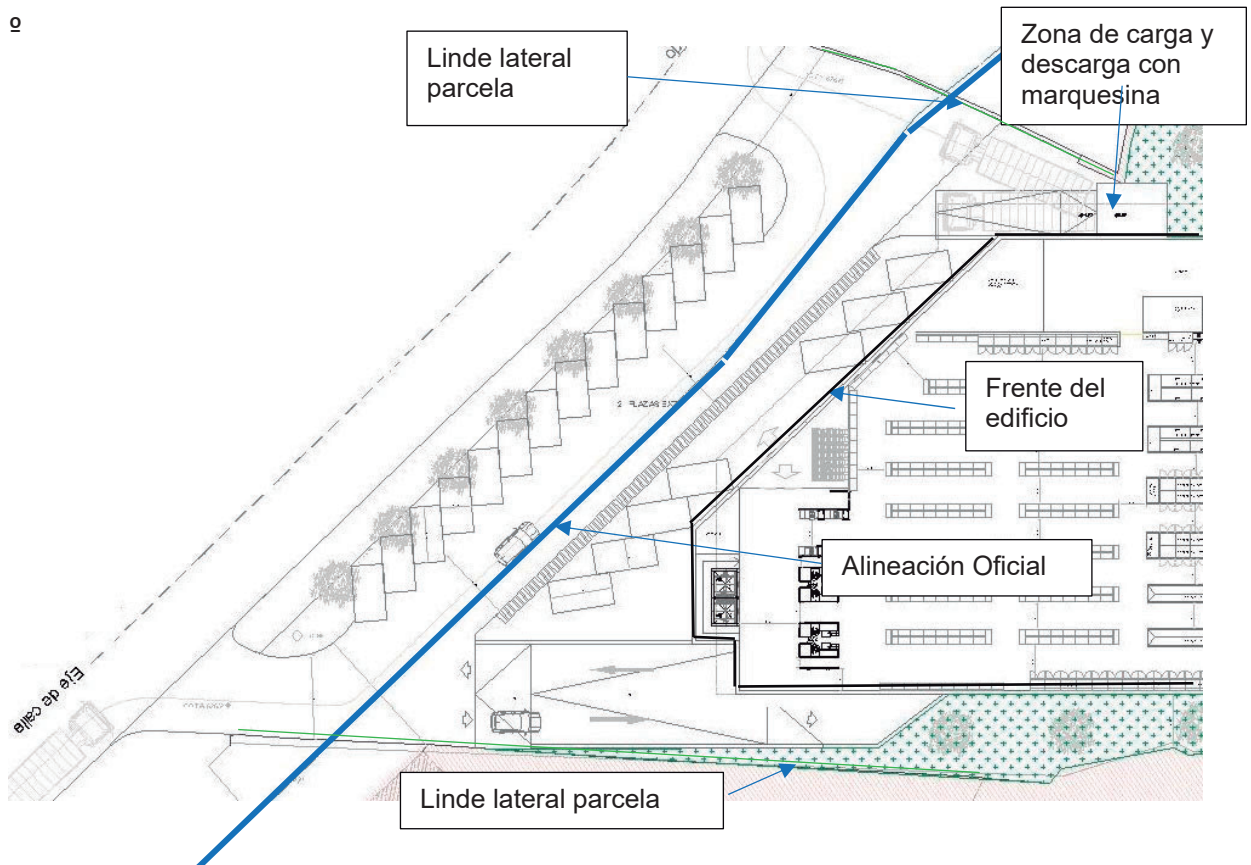 º
Linde lateral
parcela
Zona de carga y
descarga con
marquesina
Frente del
edificio
Alineación Oficial
Eje de calle
Linde lateral parcela